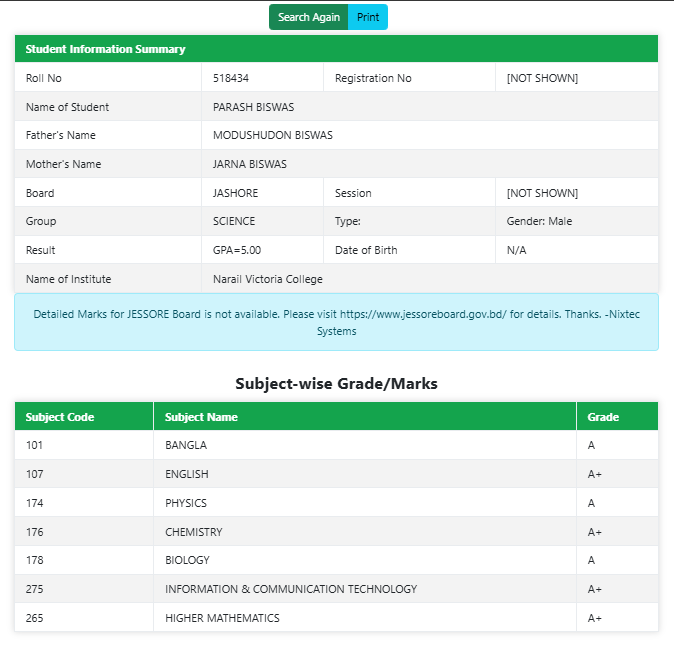 Search Again Print
Student Information Summary
Roll No 518434 Registration No [NOT SHOWN]
Name of Student PARASH BISWAS
Father's Name MODUSHUDON BISWAS
Mother's Name JARNA BISWAS
Board JASHORE Session [NOT SHOWN]
Group SCIENCE Type: Gender: Male
Result GPA=5.00 Date of Birth N/A
Name of Institute Narail Victoria College
Detailed Marks for JESSORE Board is not available. Please visit https://www.jessoreboard.gov.bd/ for details. Thanks. -Nixtec
Systems
Subject-wise Grade/Marks
Subject Code Subject Name Grade
101 BANGLA A
107 ENGLISH A+
174 PHYSICS A
176 CHEMISTRY A+
178 BIOLOGY A
275 INFORMATION & COMMUNICATION TECHNOLOGY A+
265 HIGHER MATHEMATICS A+